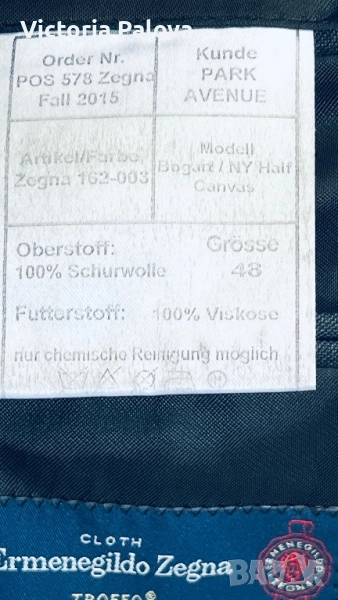 Victoria Palova
Order Nr.
POS 578 Zegna
Fall 2015
Kunde
PARK
AVENUE
Artikel/Farbe
Zegna 162-003
Modell
Bogart / NY Half
Canvas
Oberstoff:
100% Schurwolle
Grösse
48
Futterstoff: 100% Viskose
nur chemische Reinigung möglich
CLOTH
Ermenegildo Zegna
TROFEO®
ERMENEGILDO
ZEGNA